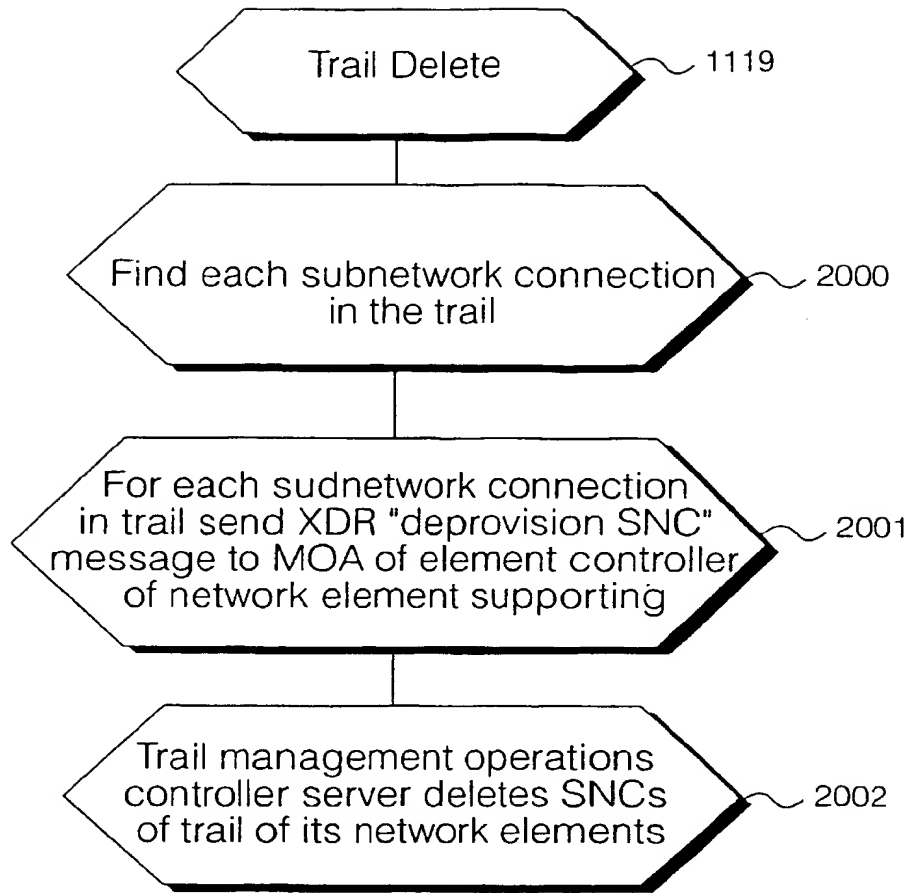 Trail Delete
1119
Find each subnetwork connection
in the trail
2000
For each sudnetwork connection
in trail send XDR "deprovision SNC"
message to MOA of element controller
of network element supporting
2001
Trail management operations
controller server deletes SNCs
of trail of its network elements
2002